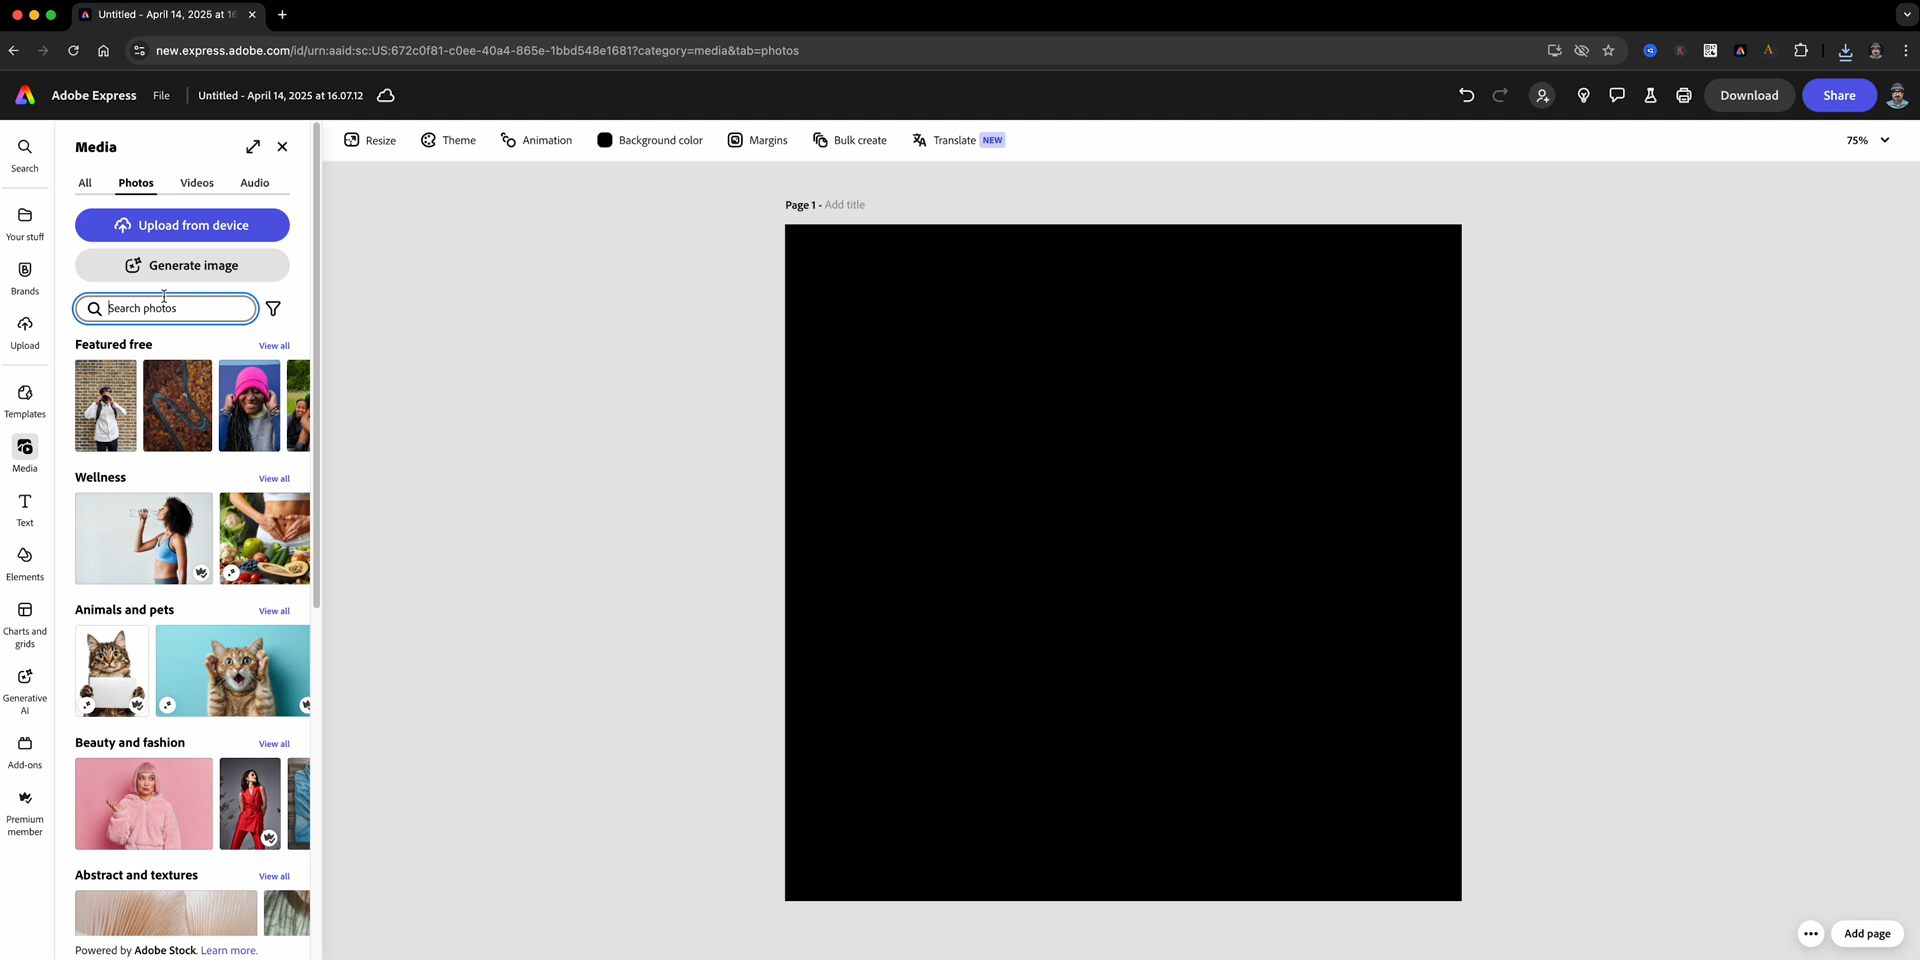 Untitled - April 14, 2025 at 16
new.express.adobe.com/id/urn:aaid:sc:US:672c0f81-c0ee-40a4-865e-1bbd548e1681?category=media&tab=photos
Adobe Express
File
Untitled - April 14, 2025 at 16.07.12
Download
Share
Search
Your stuff
Brands
Upload
Templates
Media
Text
Elements
Charts and
grids
Generative
AI
Add-ons
Premium
member
Media
All
Photos
Videos
Audio
Upload from device
Generate image
Search photos
Featured free
View all
Wellness
View all
Animals and pets
View all
Beauty and fashion
View all
Abstract and textures
View all
Powered by Adobe Stock. Learn more.
Resize
Theme
Animation
Background color
Margins
Bulk create
Translate NEW
75%
Page 1 - Add title
Add page